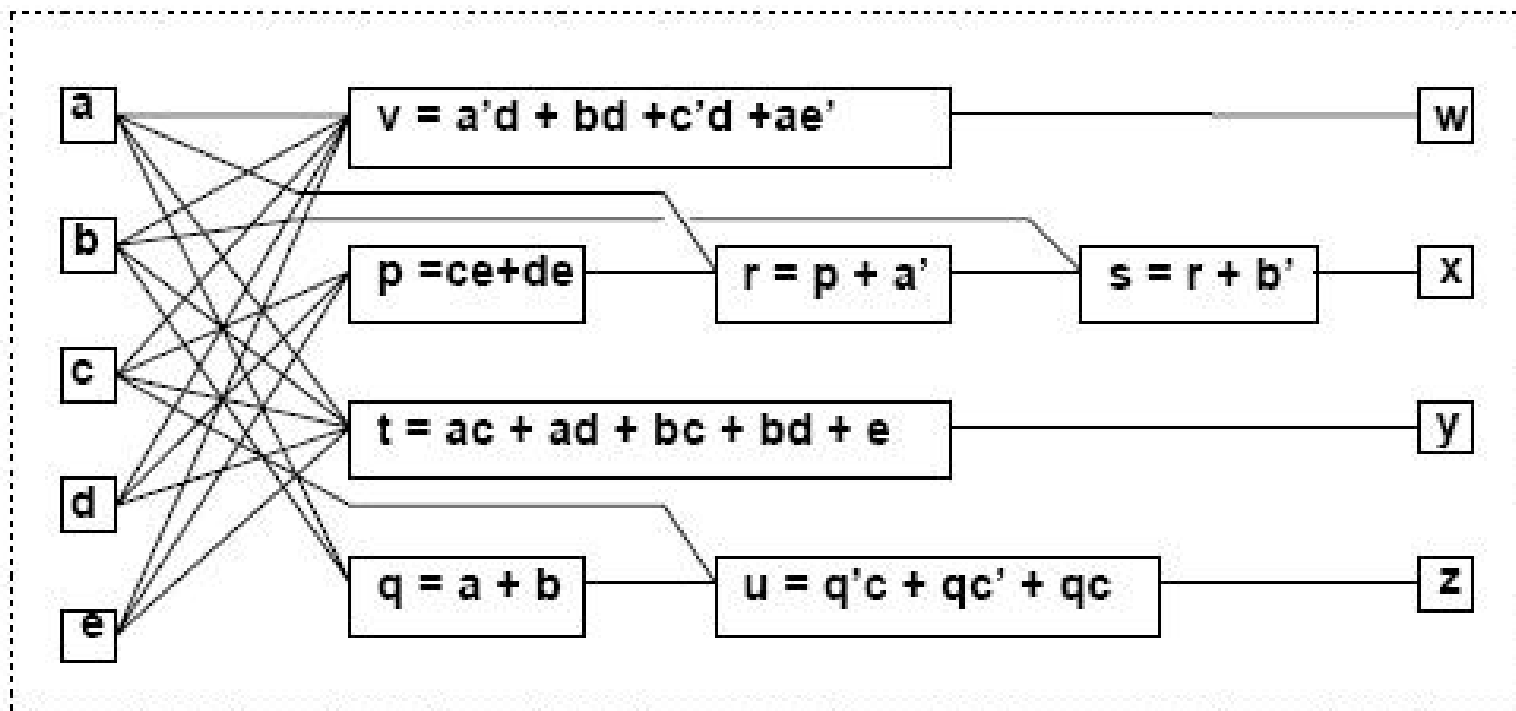 a
v = a'd + bd +c'd +ae'
w
b
p =ce+de
r = p + a'
s = r + b'
x
c
t = ac + ad + bc + bd + e
y
d
q = a + b
u = q'c + qc' + qc
z
e